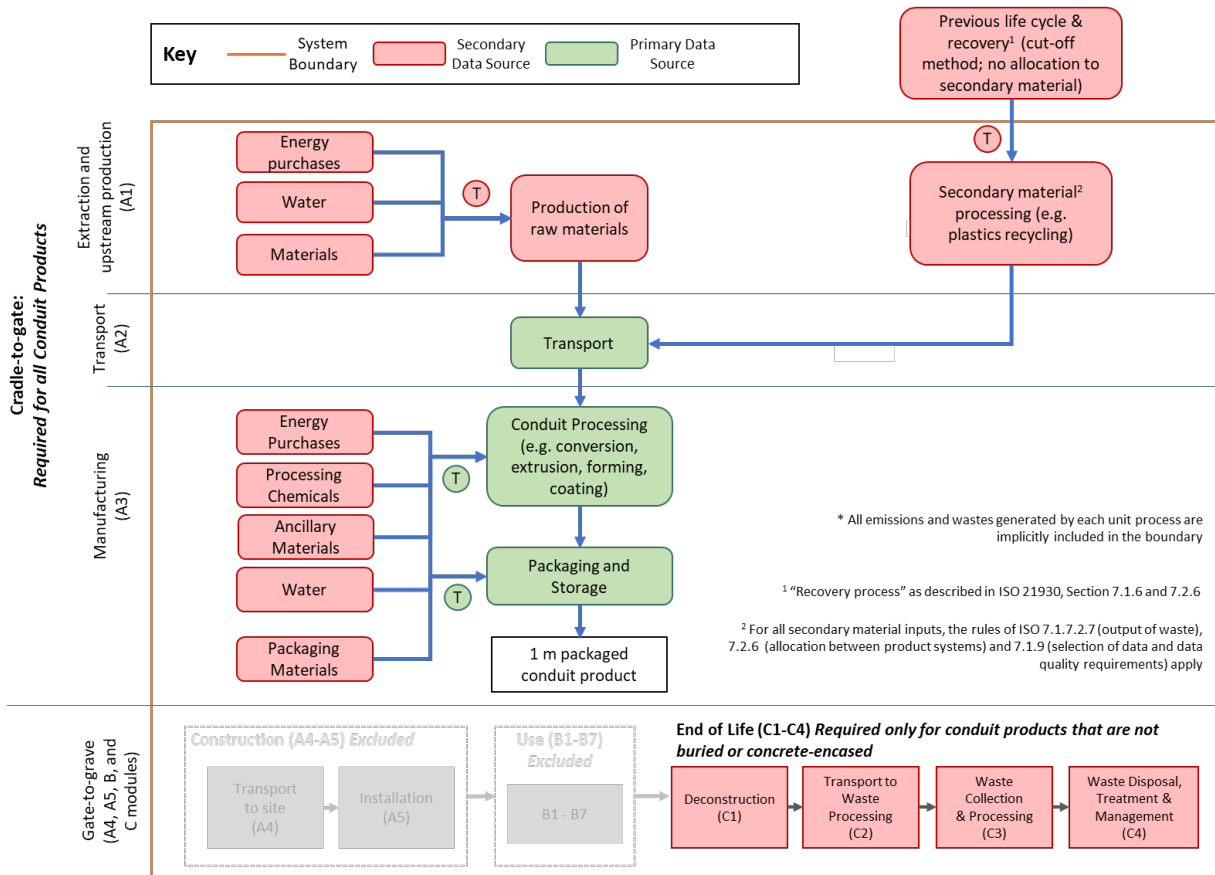 Key
System
Boundary
Secondary
Data Source
Primary Data
Source
Previous life cycle &
recovery¹ (cut-off
method; no allocation to
secondary material)
Cradle-to-gate:
Required for all Conduit Products
Extraction and
upstream production
(A1)
Energy
purchases
Water
Materials
T
Production of
raw materials
T
Secondary material²
processing (e.g.
plastics recycling)
Transport
(A2)
Transport
Manufacturing
(A3)
Energy
Purchases
Processing
Chemicals
Ancillary
Materials
Water
Packaging
Materials
T
T
Conduit Processing
(e.g. conversion,
extrusion, forming,
coating)
Packaging and
Storage
1 m packaged
conduit product
* All emissions and wastes generated by each unit process are
implicitly included in the boundary
¹ “Recovery process” as described in ISO 21930, Section 7.1.6 and 7.2.6
² For all secondary material inputs, the rules of ISO 7.1.7.2.7 (output of waste),
7.2.6 (allocation between product systems) and 7.1.9 (selection of data and data
quality requirements) apply
Gate-to-grave
(A4, A5, B, and
C modules)
Construction (A4-A5) Excluded
Transport
to site
(A4)
Installation
(A5)
Use (B1-B7)
Excluded
B1 - B7
End of Life (C1-C4) Required only for conduit products that are not
buried or concrete-encased
Deconstruction
(C1)
Transport to
Waste
Processing
(C2)
Waste
Collection
& Processing
(C3)
Waste Disposal,
Treatment &
Management
(C4)